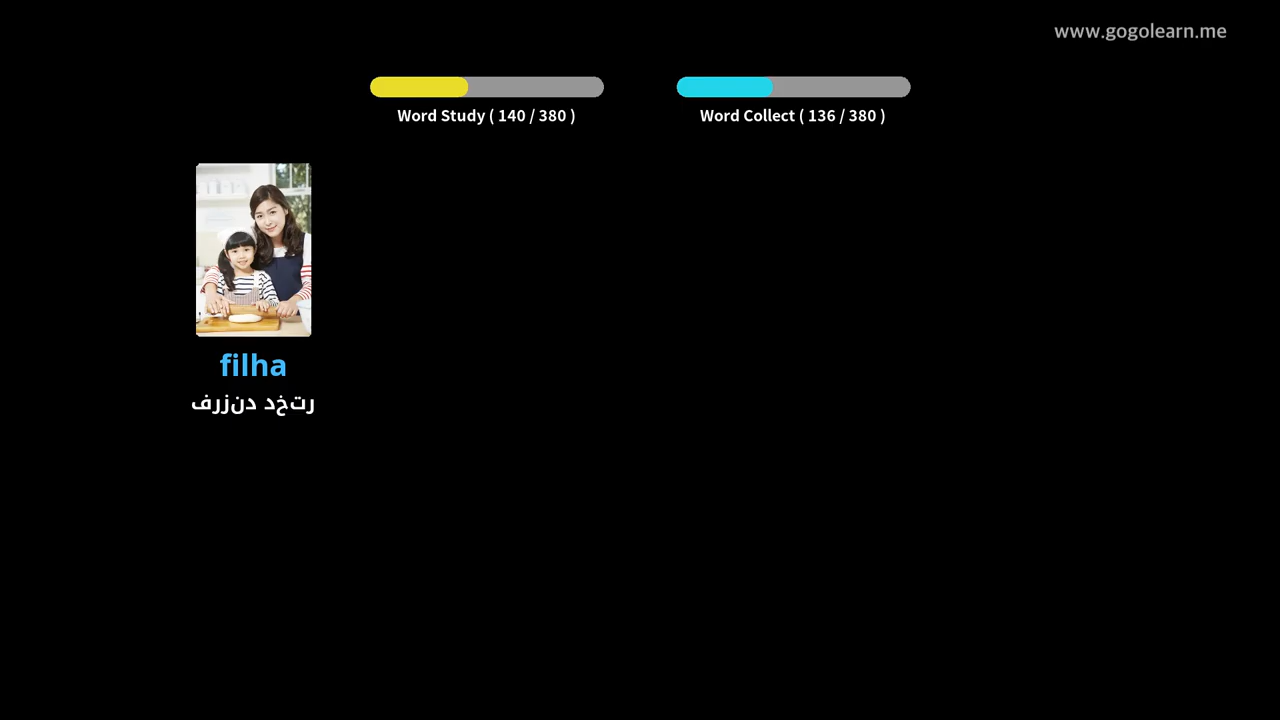 www.gogolearn.me
Word Study ( 140 / 380 )
Word Collect ( 136 / 380 )
filha
فرزند دختر